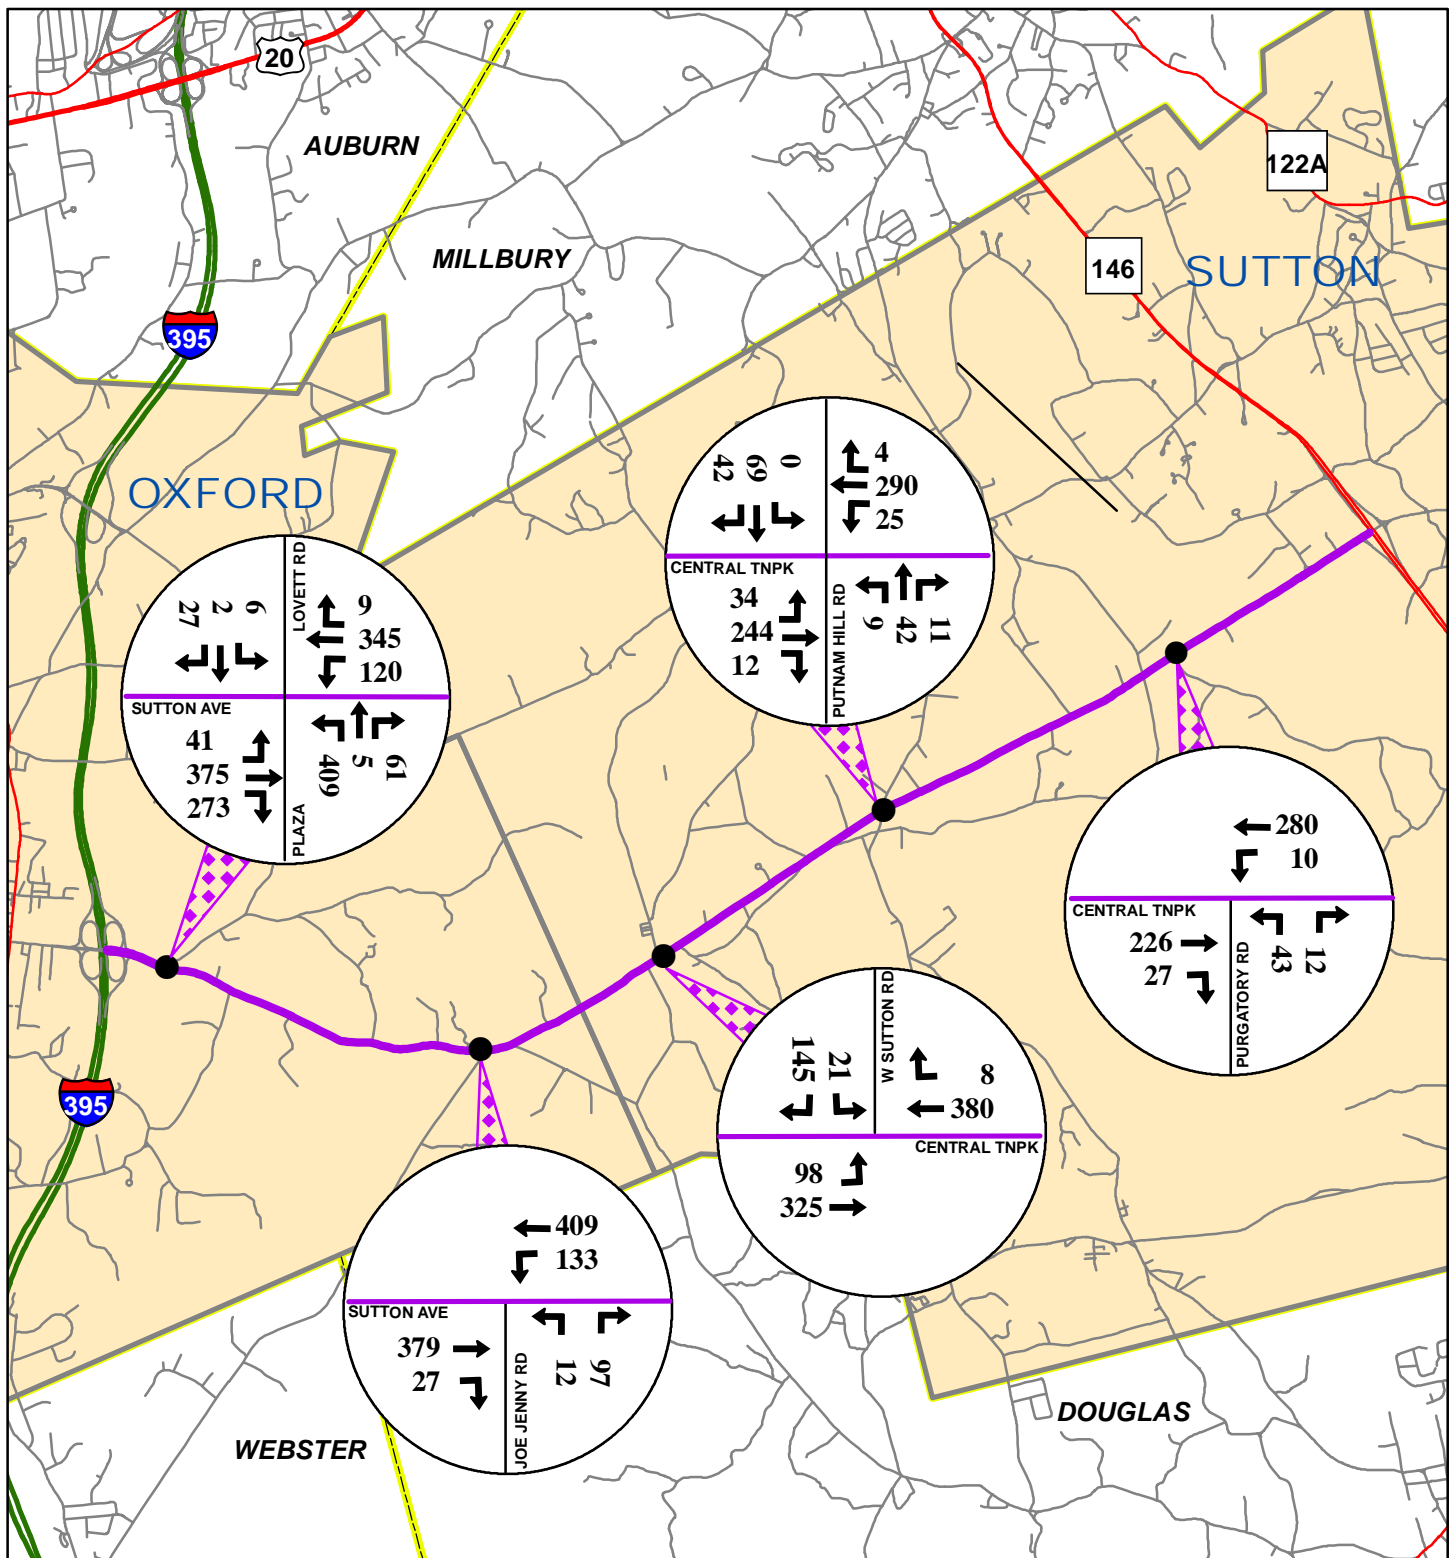 20
AUBURN
122A
MILLBURY
146
SUTTON
395
OXFORD
42
69
0
4
290
25
CENTRAL TNPK
34
244
12
PUTNAM HILL RD
9
42
11
LOVETT RD
27
2
6
9
345
120
SUTTON AVE
41
375
273
PLAZA
409
5
61
280
10
CENTRAL TNPK
226
27
PURGATORY RD
43
12
W SUTTON RD
145
21
8
380
CENTRAL TNPK
98
325
395
409
133
SUTTON AVE
379
27
JOE JENNY RD
12
97
DOUGLAS
WEBSTER